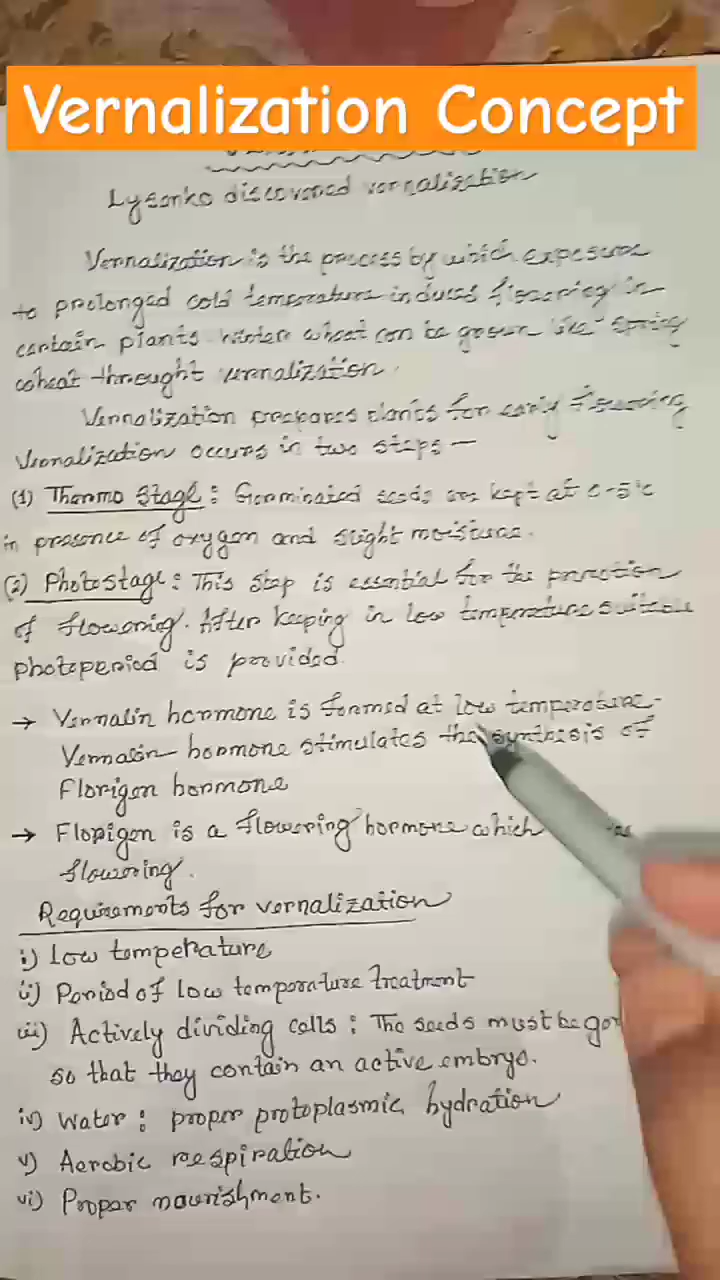 Vernalization Concept
Lysenko discovered vernalization
Vernalization is the process by which exposure
to prolonged cold temperature induces flowering in
certain plants winter wheat can be grown like spring
wheat throught vernalization.
Vernalization prepares plants for early flowering
Vernalization occurs in two steps —
(1) Thermo Stage : Germinated seeds are kept at 0-5°c
in presence of oxygen and slight moisture.
(2) Photostage : This step is essential for the
of flowering. After keeping in low temperature suitable
photoperiod is provided.
→ Vernalin hormone is formed at low temperature.
Vernalin hormone stimulates the synthesis of
Florigen hormone
→ Florigen is a flowering hormone which
flowering.
Requirements for vernalization
i) Low temperature
ii) Period of low temperature treatment
iii) Actively dividing cells : The seeds must be
so that they contain an active embryo.
iv) Water : proper protoplasmic hydration
v) Aerobic respiration
vi) Proper nourishment.